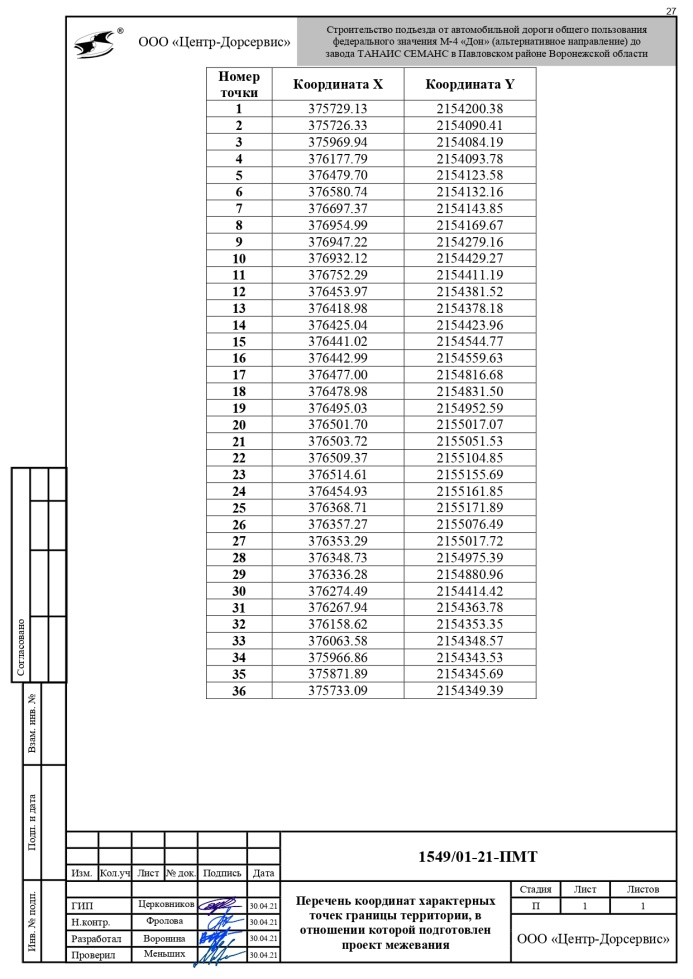 27
®
ООО «Центр-Дорсервис»
Строительство подъезда от автомобильной дороги общего пользования
федерального значения М-4 «Дон» (альтернативное направление) до
завода ТАНАИС СЕМАНС в Павловском районе Воронежской области
Номер точки Координата X Координата Y
1 375729.13 2154200.38
2 375726.33 2154090.41
3 375969.94 2154084.19
4 376177.79 2154093.78
5 376479.70 2154123.58
6 376580.74 2154132.16
7 376697.37 2154143.85
8 376954.99 2154169.67
9 376947.22 2154279.16
10 376932.12 2154429.27
11 376752.29 2154411.19
12 376453.97 2154381.52
13 376418.98 2154378.18
14 376425.04 2154423.96
15 376441.02 2154544.77
16 376442.99 2154559.63
17 376477.00 2154816.68
18 376478.98 2154831.50
19 376495.03 2154952.59
20 376501.70 2155017.07
21 376503.72 2155051.53
22 376509.37 2155104.85
23 376514.61 2155155.69
24 376454.93 2155161.85
25 376368.71 2155171.89
26 376357.27 2155076.49
27 376353.29 2155017.72
28 376348.73 2154975.39
29 376336.28 2154880.96
30 376274.49 2154414.42
31 376267.94 2154363.78
32 376158.62 2154353.35
33 376063.58 2154348.57
34 375966.86 2154343.53
35 375871.89 2154345.69
36 375733.09 2154349.39
Согласовано
Взам. инв. №
Подп. и дата
Инв. № подп.
1549/01-21-ПМТ
Изм. Кол.уч Лист № док. Подпись Дата
ГИП Церковников 30.04.21
Н.контр. Фролова 30.04.21
Разработал Воронина 30.04.21
Проверил Меньших 30.04.21
Перечень координат характерных
точек границы территории, в
отношении которой подготовлен
проект межевания
Стадия Лист Листов
П 1 1
ООО «Центр-Дорсервис»